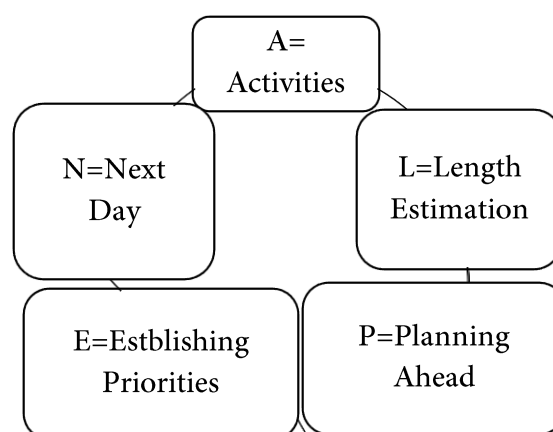 A=
Activities
L=Length
Estimation
P=Planning
Ahead
E=Estblishing
Priorities
N=Next
Day